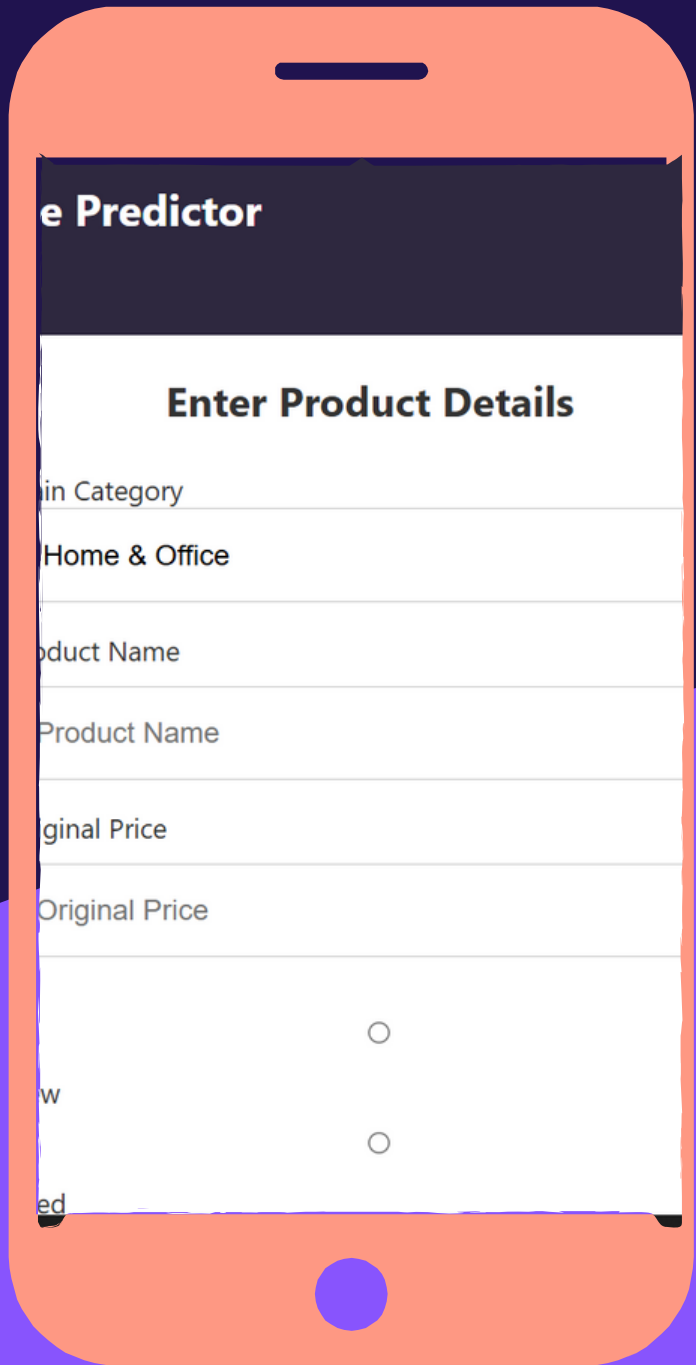 e Predictor
Enter Product Details
in Category
Home & Office
oduct Name
Product Name
ginal Price
Original Price
w
ed